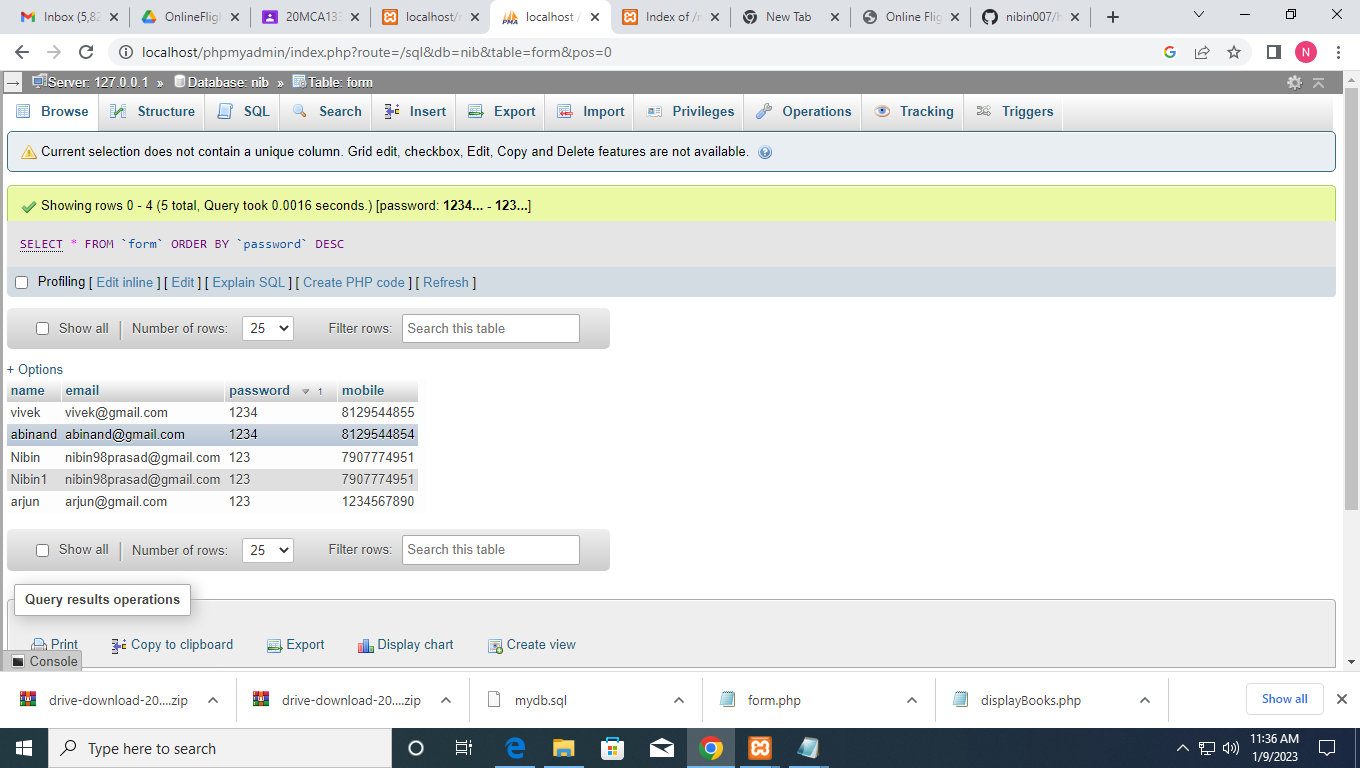 Inbox (5,82
OnlineFligh
20MCA133
localhost/n
localhost /
Index of /n
New Tab
Online Flig
nibin007/h
localhost/phpmyadmin/index.php?route=/sql&db=nib&table=form&pos=0
N
Server: 127.0.0.1 » Database: nib » Table: form
Browse Structure SQL Search Insert Export Import Privileges Operations Tracking Triggers
Current selection does not contain a unique column. Grid edit, checkbox, Edit, Copy and Delete features are not available.
Showing rows 0 - 4 (5 total, Query took 0.0016 seconds.) [password: 1234... - 123...]
SELECT * FROM `form` ORDER BY `password` DESC
Profiling [ Edit inline ] [ Edit ] [ Explain SQL ] [ Create PHP code ] [ Refresh ]
Show all | Number of rows: 25 Filter rows: Search this table
+ Options
name email password 1 mobile
vivek vivek@gmail.com 1234 8129544855
abinand abinand@gmail.com 1234 8129544854
Nibin nibin98prasad@gmail.com 123 7907774951
Nibin1 nibin98prasad@gmail.com 123 7907774951
arjun arjun@gmail.com 123 1234567890
Show all | Number of rows: 25 Filter rows: Search this table
Query results operations
Print Copy to clipboard Export Display chart Create view
Console
drive-download-20....zip drive-download-20....zip mydb.sql form.php displayBooks.php Show all
Type here to search
11:36 AM
1/9/2023